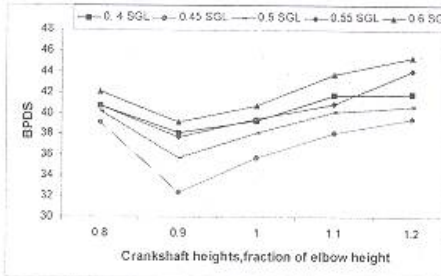 0.4 SGL 0.45 SGL 0.5 SGL 0.55 SGL 0.6 SGL
48
46
44
42
40
38
36
34
32
30
BPDS
0.8 0.9 1 1.1 1.2
Crankshaft heights,fraction of elbow height